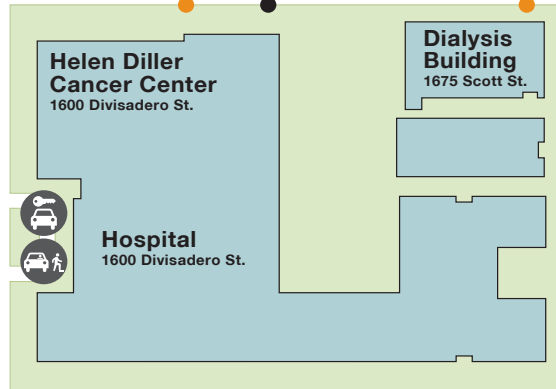 Helen Diller
Cancer Center
1600 Divisadero St.
Dialysis
Building
1675 Scott St.
Hospital
1600 Divisadero St.